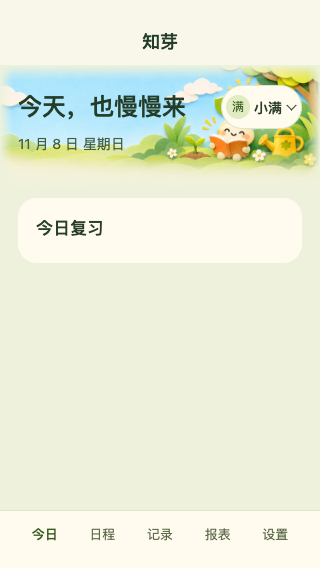 知芽
今天，也慢慢来
满 小满
11 月 8 日 星期日
今日复习
今日 日程 记录 报表 设置